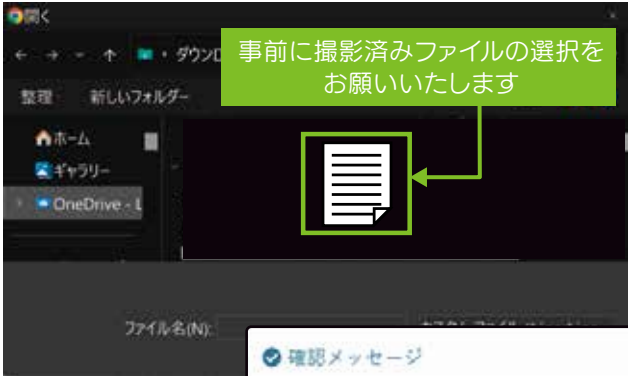 開く
ダウン
事前に撮影済みファイルの選択を
お願いいたします
整理
新しいフォルダー
ホーム
ギャラリー
OneDrive - L
ファイル名(N):
確認メッセージ